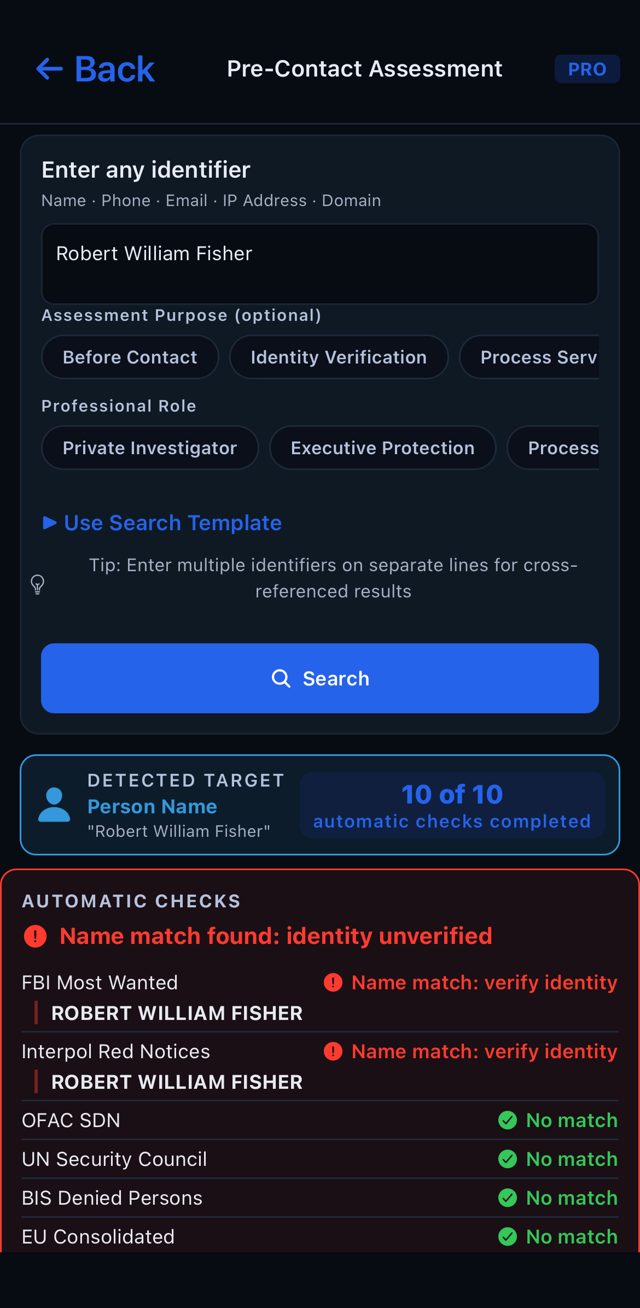 ← Back
Pre-Contact Assessment
PRO
Enter any identifier
Name · Phone · Email · IP Address · Domain
Robert William Fisher
Assessment Purpose (optional)
Before Contact
Identity Verification
Process Serv
Professional Role
Private Investigator
Executive Protection
Process
▶ Use Search Template
Tip: Enter multiple identifiers on separate lines for cross-
referenced results
Search
DETECTED TARGET
Person Name
"Robert William Fisher"
10 of 10
automatic checks completed
AUTOMATIC CHECKS
Name match found: identity unverified
FBI Most Wanted
Name match: verify identity
ROBERT WILLIAM FISHER
Interpol Red Notices
Name match: verify identity
ROBERT WILLIAM FISHER
OFAC SDN
No match
UN Security Council
No match
BIS Denied Persons
No match
EU Consolidated
No match